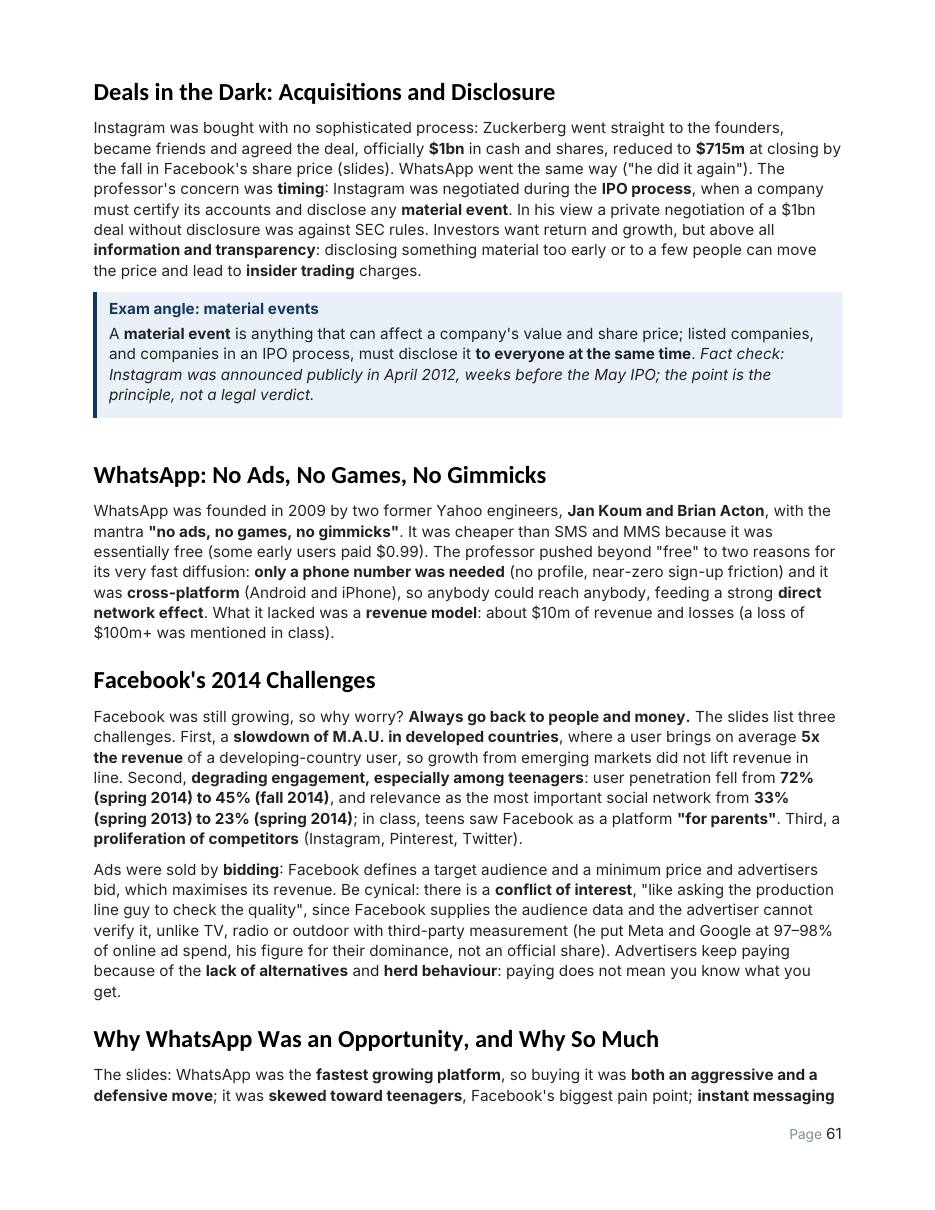 Deals in the Dark: Acquisitions and Disclosure
Instagram was bought with no sophisticated process: Zuckerberg went straight to the founders,
became friends and agreed the deal, officially $1bn in cash and shares, reduced to $715m at closing by
the fall in Facebook's share price (slides). WhatsApp went the same way ("he did it again"). The
professor's concern was timing: Instagram was negotiated during the IPO process, when a company
must certify its accounts and disclose any material event. In his view a private negotiation of a $1bn
deal without disclosure was against SEC rules. Investors want return and growth, but above all
information and transparency: disclosing something material too early or to a few people can move
the price and lead to insider trading charges.
Exam angle: material events
A material event is anything that can affect a company's value and share price; listed companies,
and companies in an IPO process, must disclose it to everyone at the same time. Fact check:
Instagram was announced publicly in April 2012, weeks before the May IPO; the point is the
principle, not a legal verdict.
WhatsApp: No Ads, No Games, No Gimmicks
WhatsApp was founded in 2009 by two former Yahoo engineers, Jan Koum and Brian Acton, with the
mantra "no ads, no games, no gimmicks". It was cheaper than SMS and MMS because it was
essentially free (some early users paid $0.99). The professor pushed beyond "free" to two reasons for
its very fast diffusion: only a phone number was needed (no profile, near-zero sign-up friction) and it
was cross-platform (Android and iPhone), so anybody could reach anybody, feeding a strong direct
network effect. What it lacked was a revenue model: about $10m of revenue and losses (a loss of
$100m+ was mentioned in class).
Facebook's 2014 Challenges
Facebook was still growing, so why worry? Always go back to people and money. The slides list three
challenges. First, a slowdown of M.A.U. in developed countries, where a user brings on average 5x
the revenue of a developing-country user, so growth from emerging markets did not lift revenue in
line. Second, degrading engagement, especially among teenagers: user penetration fell from 72%
(spring 2014) to 45% (fall 2014), and relevance as the most important social network from 33%
(spring 2013) to 23% (spring 2014); in class, teens saw Facebook as a platform "for parents". Third, a
proliferation of competitors (Instagram, Pinterest, Twitter).
Ads were sold by bidding: Facebook defines a target audience and a minimum price and advertisers
bid, which maximises its revenue. Be cynical: there is a conflict of interest, "like asking the production
line guy to check the quality", since Facebook supplies the audience data and the advertiser cannot
verify it, unlike TV, radio or outdoor with third-party measurement (he put Meta and Google at 97–98%
of online ad spend, his figure for their dominance, not an official share). Advertisers keep paying
because of the lack of alternatives and herd behaviour: paying does not mean you know what you
get.
Why WhatsApp Was an Opportunity, and Why So Much
The slides: WhatsApp was the fastest growing platform, so buying it was both an aggressive and a
defensive move; it was skewed toward teenagers, Facebook's biggest pain point; instant messaging
Page 61